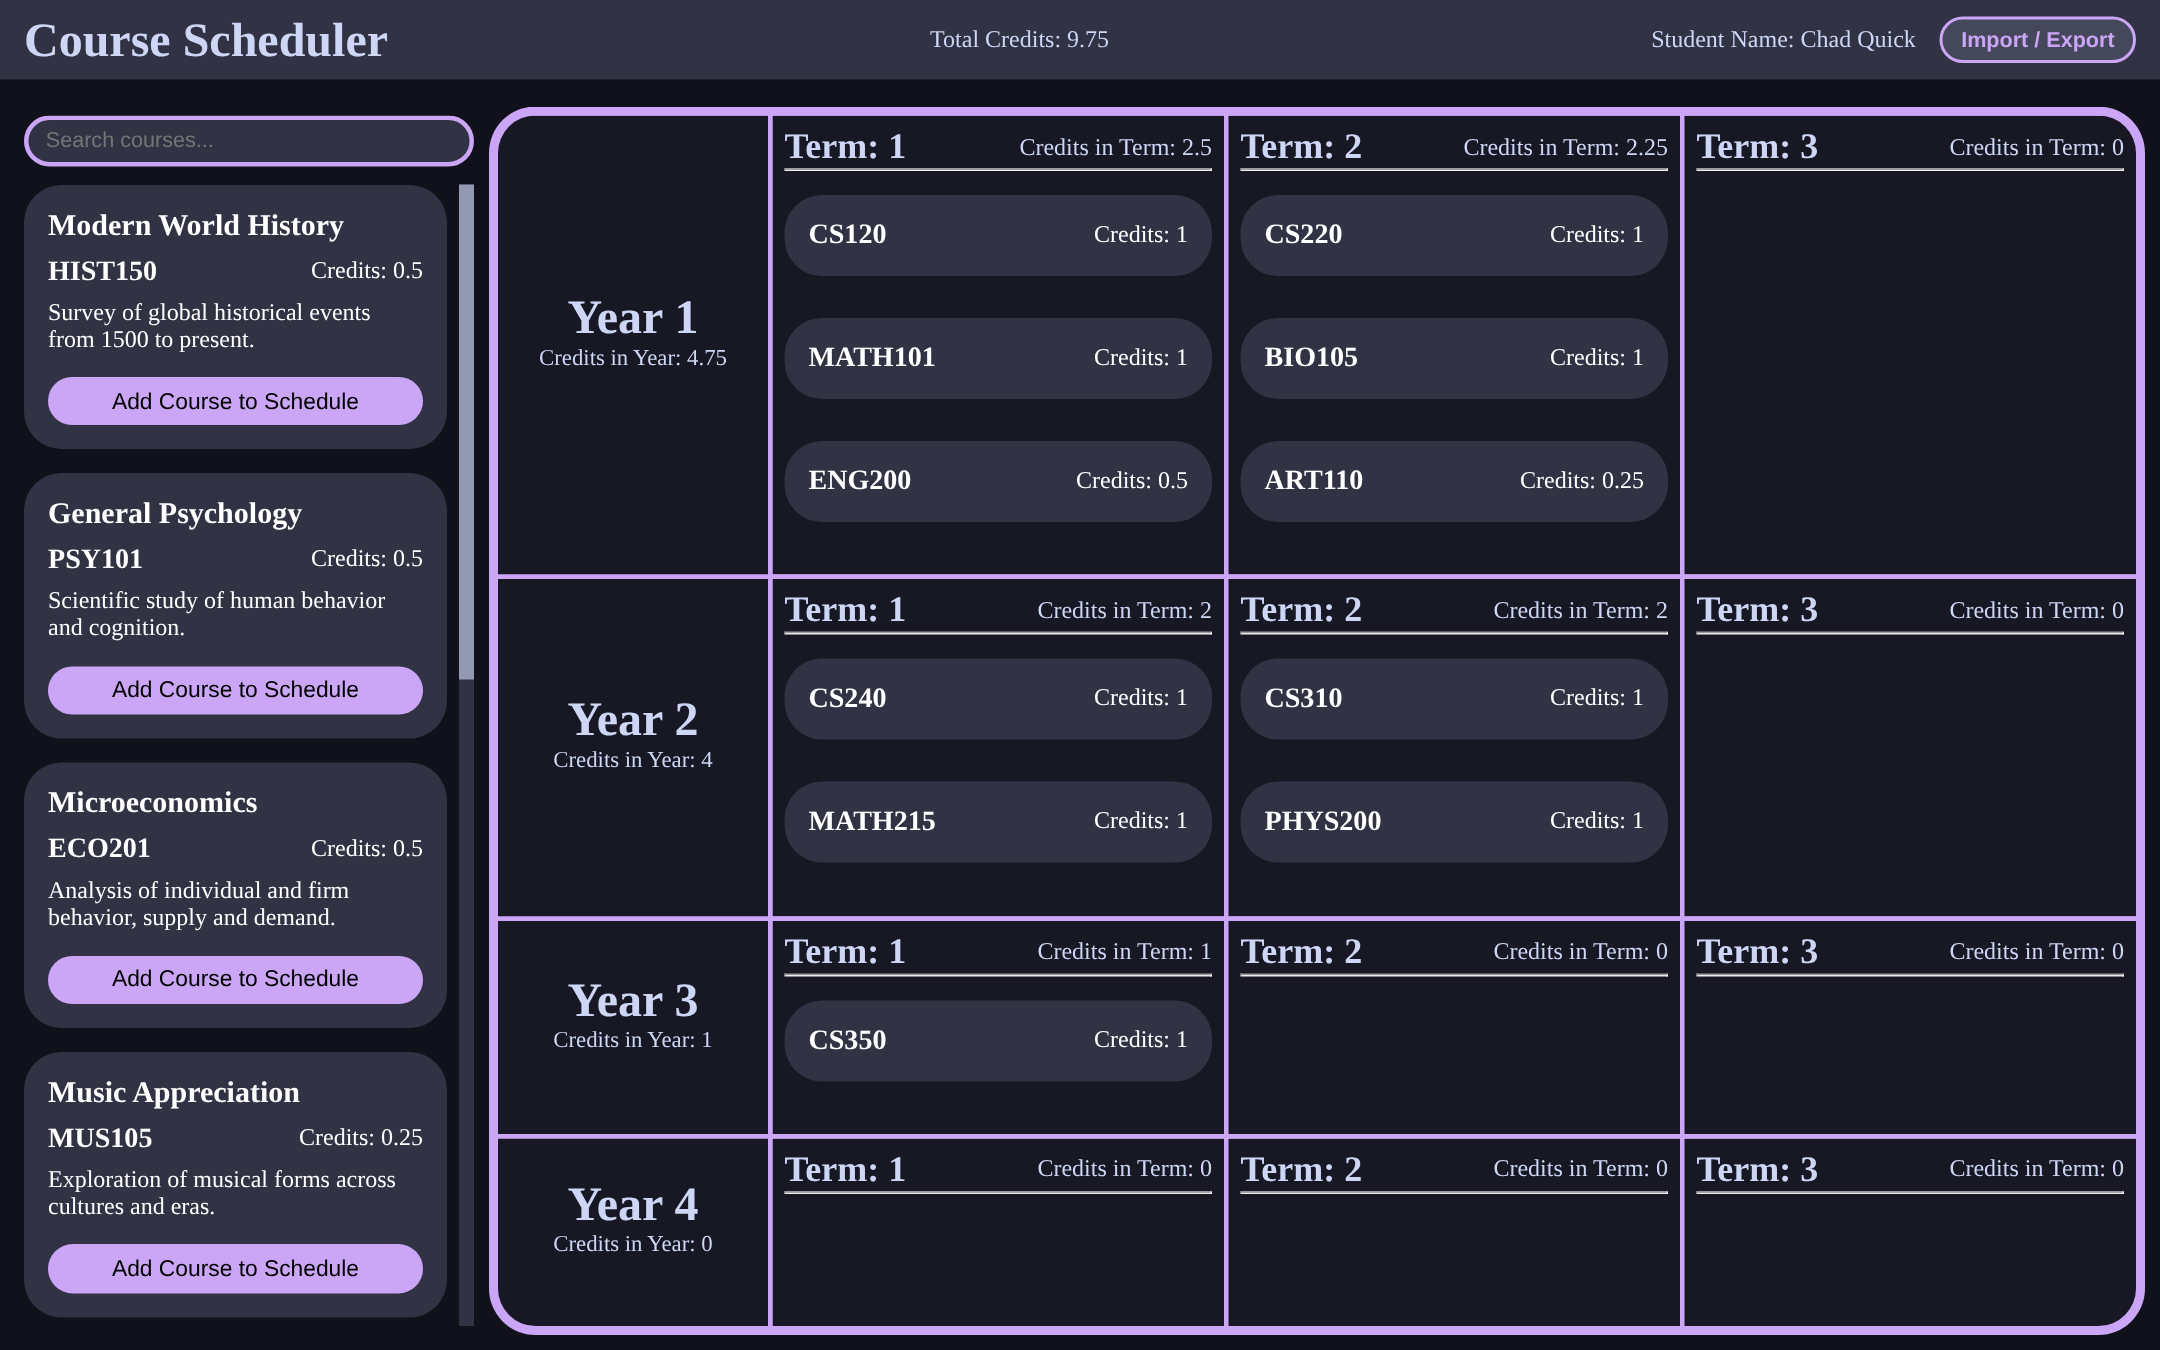 Course Scheduler
Total Credits: 9.75
Student Name: Chad Quick
Import / Export
Search courses...
Modern World History
HIST150
Credits: 0.5
Survey of global historical events
from 1500 to present.
Add Course to Schedule
General Psychology
PSY101
Credits: 0.5
Scientific study of human behavior
and cognition.
Add Course to Schedule
Microeconomics
ECO201
Credits: 0.5
Analysis of individual and firm
behavior, supply and demand.
Add Course to Schedule
Music Appreciation
MUS105
Credits: 0.25
Exploration of musical forms across
cultures and eras.
Add Course to Schedule
Year 1
Credits in Year: 4.75
Term: 1
Credits in Term: 2.5
CS120
Credits: 1
MATH101
Credits: 1
ENG200
Credits: 0.5
Term: 2
Credits in Term: 2.25
CS220
Credits: 1
BIO105
Credits: 1
ART110
Credits: 0.25
Term: 3
Credits in Term: 0
Year 2
Credits in Year: 4
Term: 1
Credits in Term: 2
CS240
Credits: 1
MATH215
Credits: 1
Term: 2
Credits in Term: 2
CS310
Credits: 1
PHYS200
Credits: 1
Term: 3
Credits in Term: 0
Year 3
Credits in Year: 1
Term: 1
Credits in Term: 1
CS350
Credits: 1
Term: 2
Credits in Term: 0
Term: 3
Credits in Term: 0
Year 4
Credits in Year: 0
Term: 1
Credits in Term: 0
Term: 2
Credits in Term: 0
Term: 3
Credits in Term: 0